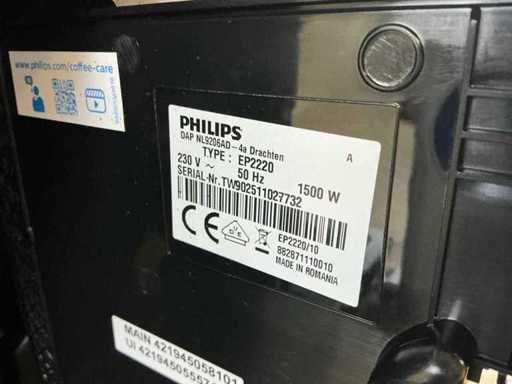 www.philips.com/coffee-care
PHILIPS
DAP NL9206AD-4a Drachten
A
TYPE : EP2220
230 V ~ 50 Hz 1500 W
SERIAL-Nr. TW902511027732
CE
EP2220/10
882871110010
MADE IN ROMANIA
MAIN 421945058101